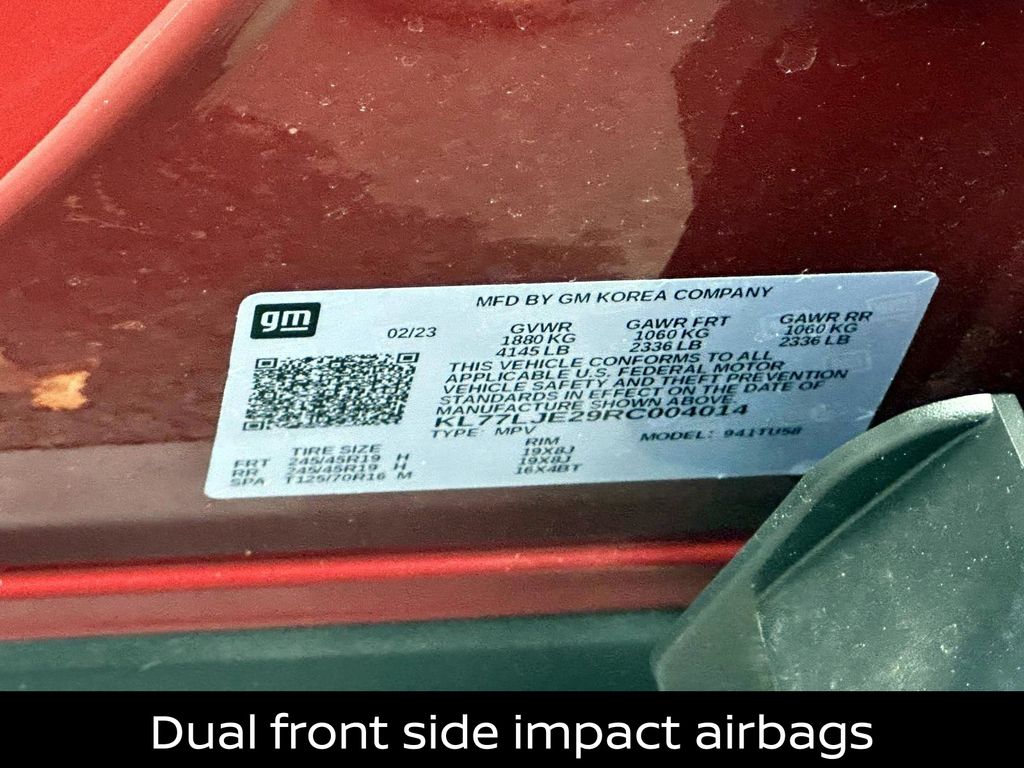 MFD BY GM KOREA COMPANY
gm
02/23
GVWR
1880 KG
4145 LB
GAWR FRT
1060 KG
2336 LB
GAWR RR
1060 KG
2336 LB
THIS VEHICLE CONFORMS TO ALL
APPLICABLE U.S. FEDERAL MOTOR
VEHICLE SAFETY AND THEFT PREVENTION
STANDARDS IN EFFECT ON THE DATE OF
MANUFACTURE SHOWN ABOVE.
KL77LJE29RC004014
TYPE: MPV MODEL: 941TU58
TIRE SIZE RIM
FRT 245/45R19 H 19X8J
RR 245/45R19 H 19X8J
SPA T125/70R16 M 16X4BT
Dual front side impact airbags